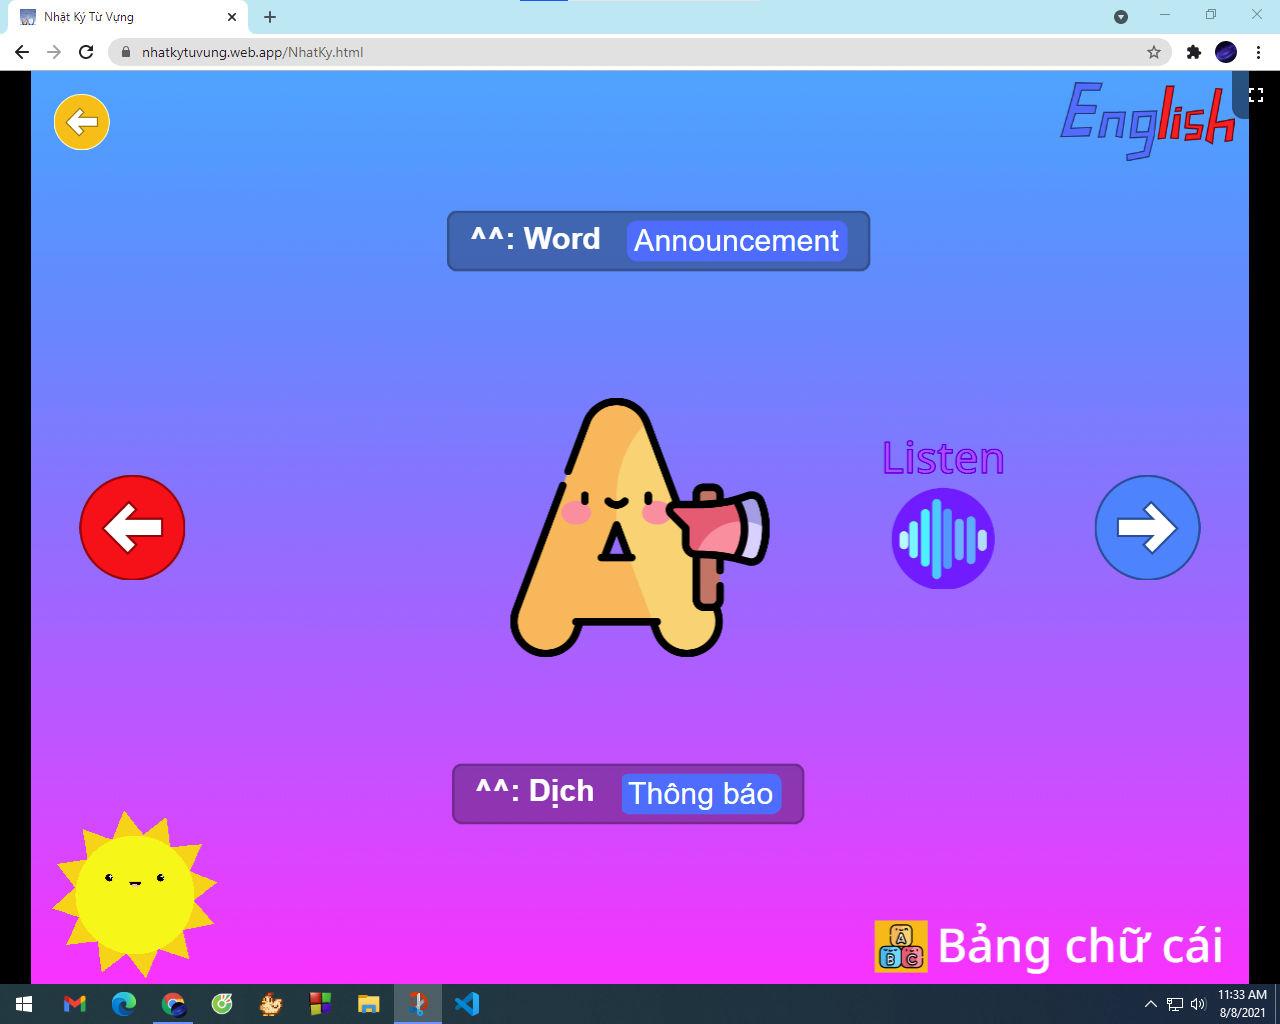 Nhật Ký Từ Vựng
nhatkytuvung.web.app/NhatKy.html
English
^^: Word Announcement
Listen
^^: Dịch Thông báo
A
B C
Bảng chữ cái
11:33 AM
8/8/2021